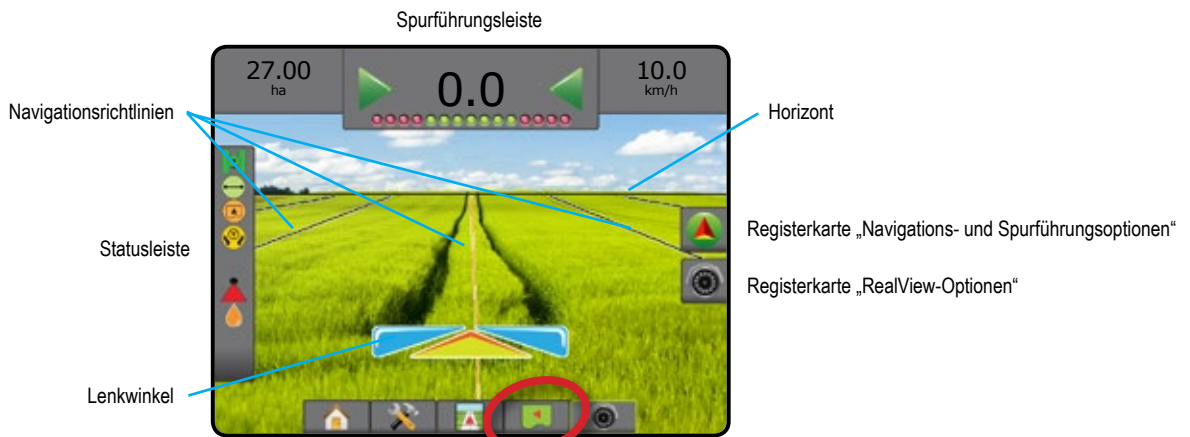 Spurführungsleiste
27.00
ha
0.0
10.0
km/h
Navigationsrichtlinien
Horizont
Registerkarte „Navigations- und Spurführungsoptionen“
Statusleiste
Registerkarte „RealView-Optionen“
Lenkwinkel